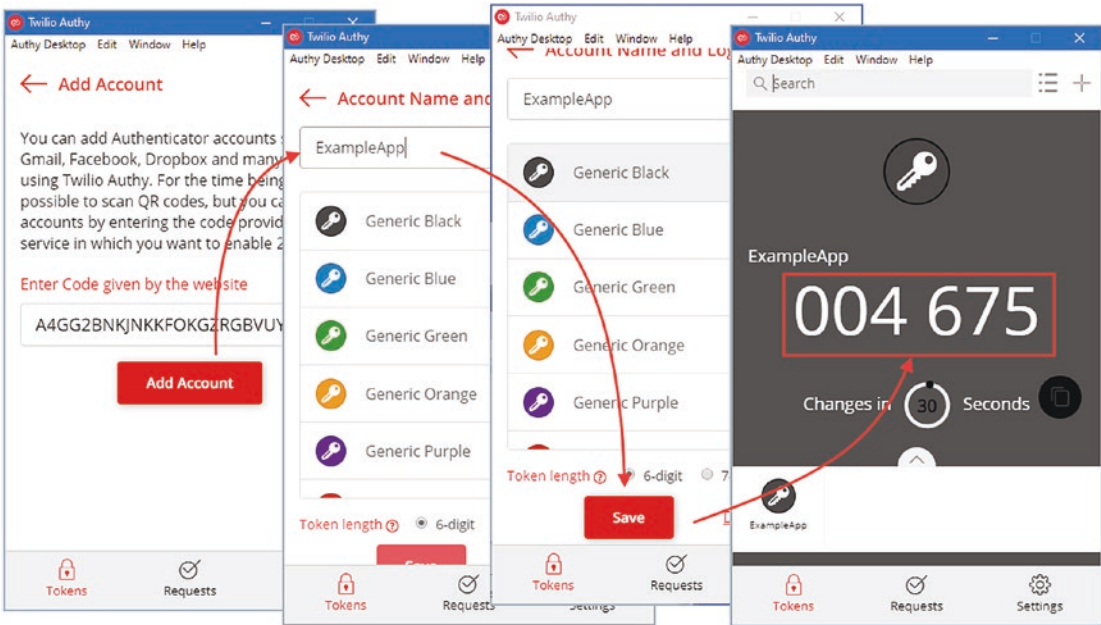 Twilio Authy
Authy Desktop Edit Window Help
Add Account
You can add Authenticator accounts
Gmail, Facebook, Dropbox and many
using Twilio Authy. For the time being
possible to scan QR codes, but you ca
accounts by entering the code provid
service in which you want to enable 2
Enter Code given by the website
A4GG2BNKJNKKFOKGZRGBVUY
Add Account
Tokens
Requests
Twilio Authy
Authy Desktop Edit Window Help
Account Name and
ExampleApp
Generic Black
Generic Blue
Generic Green
Generic Orange
Generic Purple
Token length 6-digit
Save
Tokens
Requests
Settings
Twilio Authy
Authy Desktop Edit Window Help
Account Name and Lo
ExampleApp
Generic Black
Generic Blue
Generic Green
Generic Orange
Generic Purple
Token length 6-digit 7
Save
Tokens
Requests
Twilio Authy
Authy Desktop Edit Window Help
Search
ExampleApp
004 675
Changes in 30 Seconds
ExampleApp
Tokens
Requests
Settings